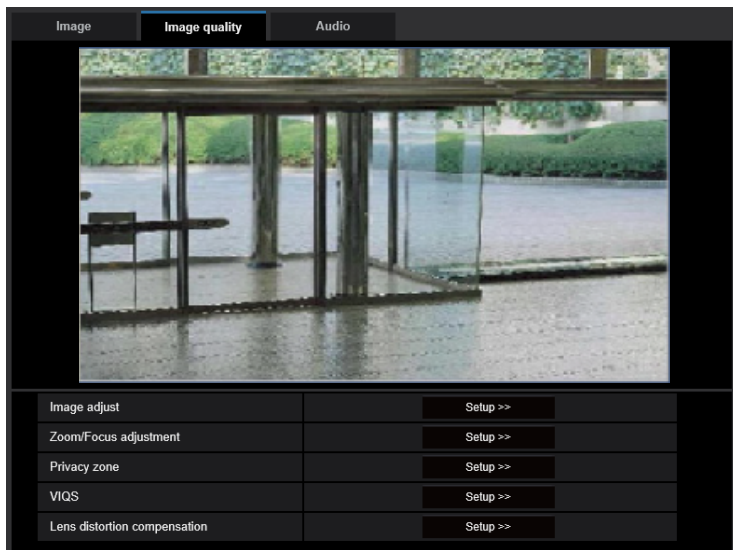 Image
Image quality
Audio
Image adjust
Setup >>
Zoom/Focus adjustment
Setup >>
Privacy zone
Setup >>
VIQS
Setup >>
Lens distortion compensation
Setup >>